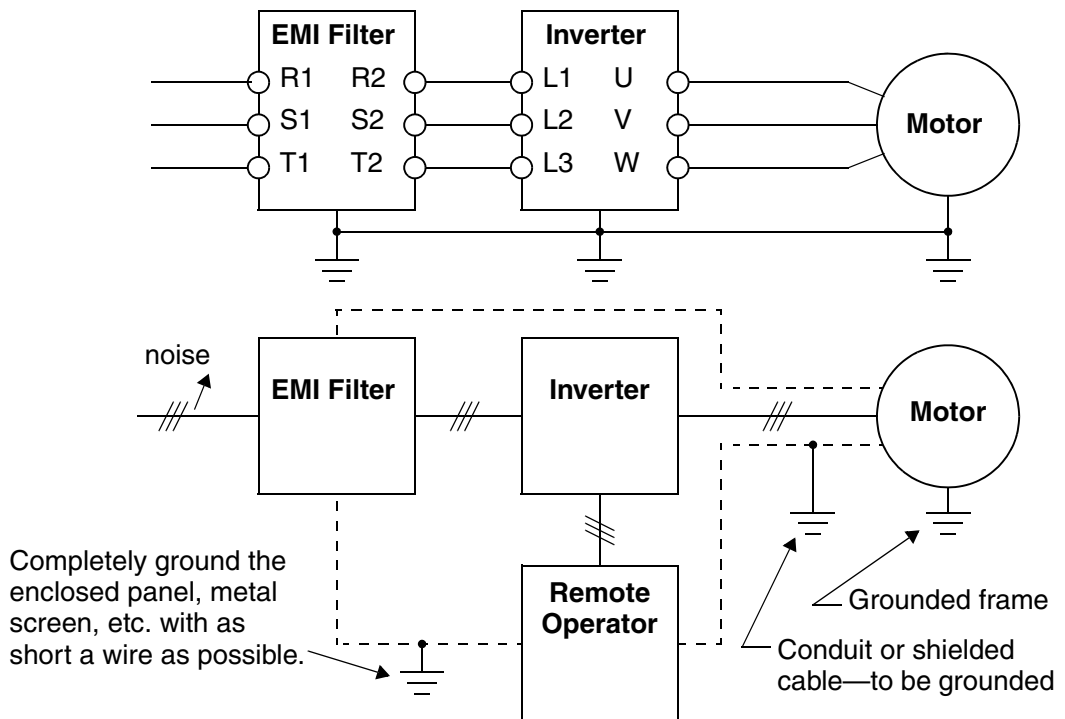 EMI Filter
Inverter
R1 R2
L1 U
S1 S2
L2 V
Motor
T1 T2
L3 W
noise
EMI Filter
Inverter
Motor
Completely ground the
enclosed panel, metal
screen, etc. with as
short a wire as possible.
Remote
Operator
Grounded frame
Conduit or shielded
cable—to be grounded